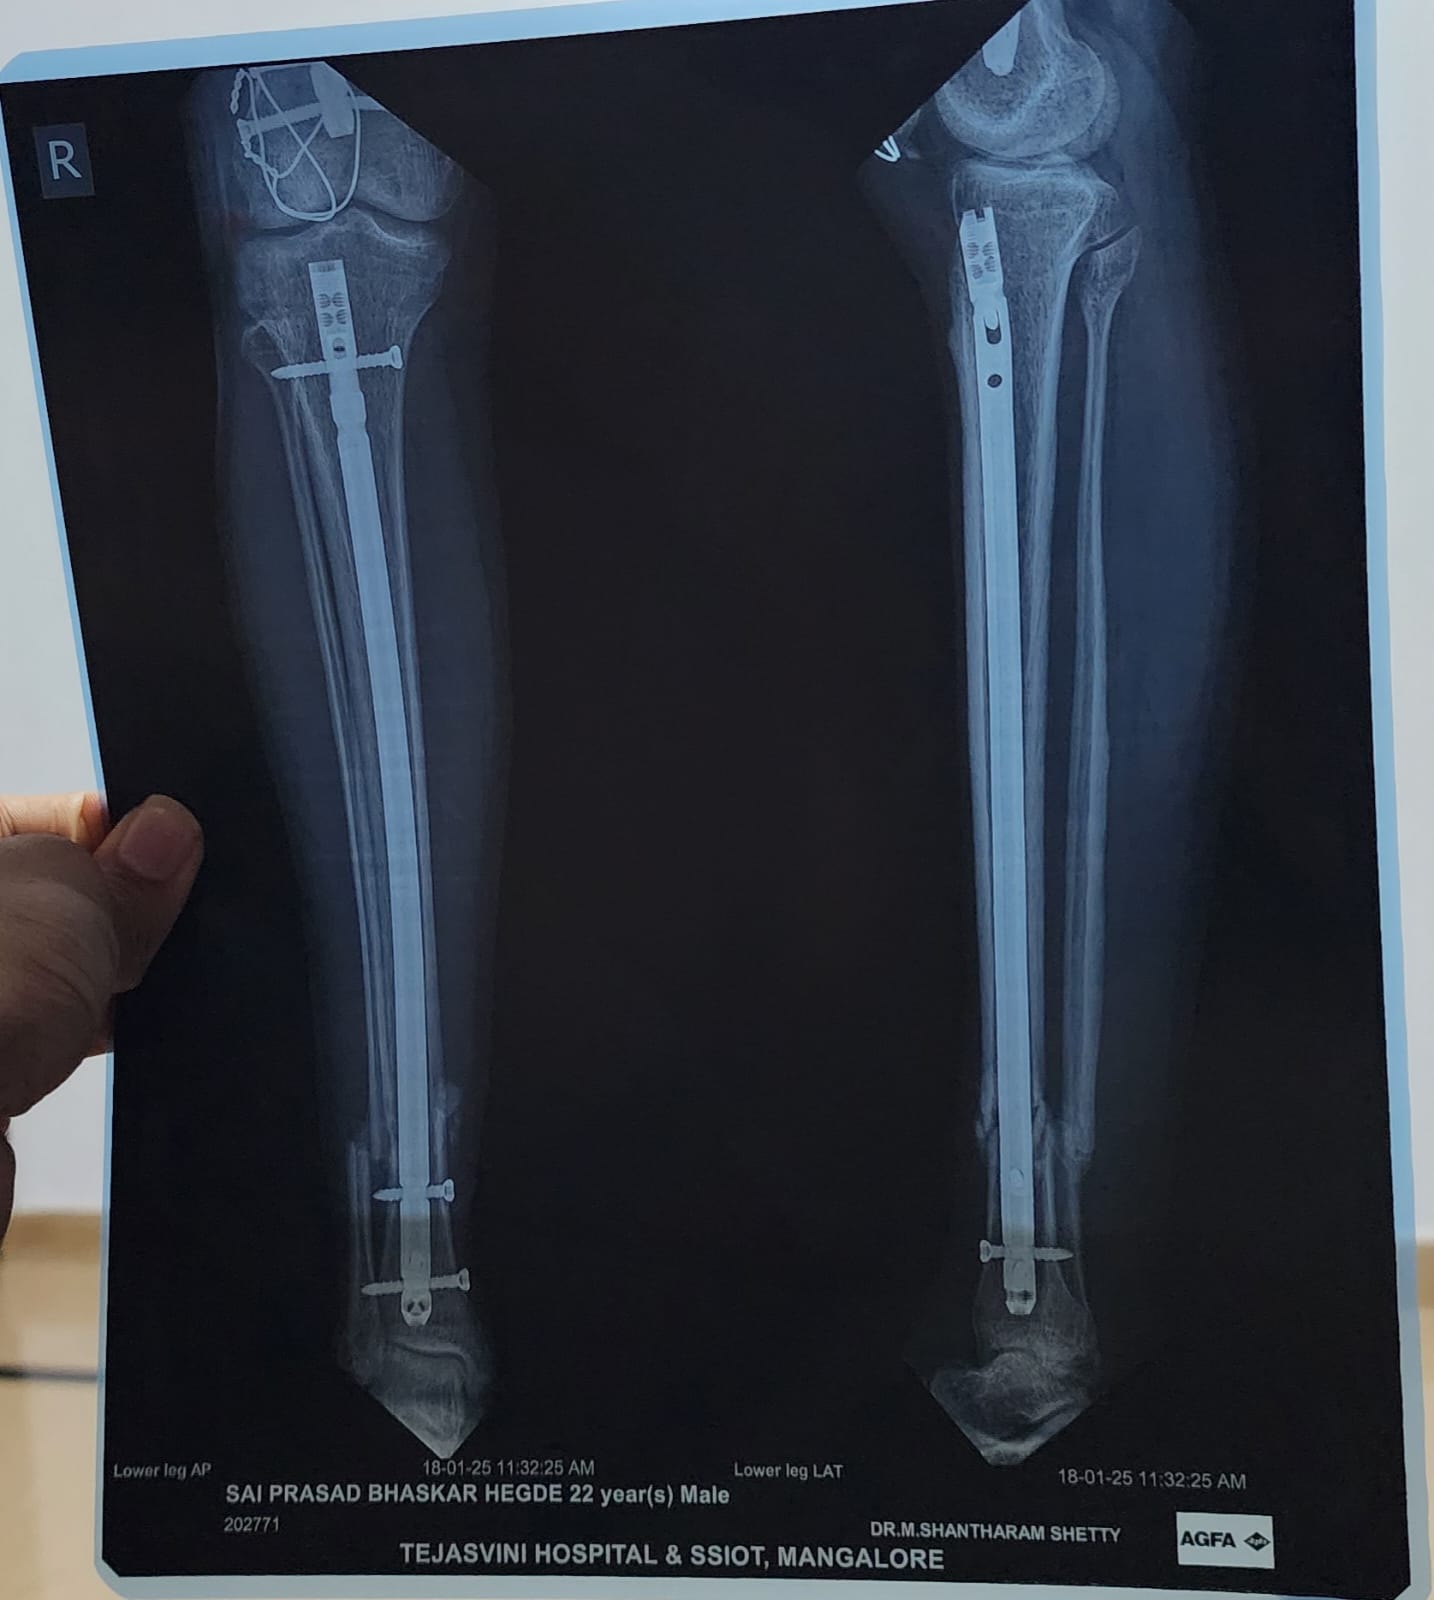 R
Lower leg AP
18-01-25 11:32:25 AM
Lower leg LAT
18-01-25 11:32:25 AM
SAI PRASAD BHASKAR HEGDE 22 year(s) Male
202771
DR.M.SHANTHARAM SHETTY
AGFA
TEJASVINI HOSPITAL & SSIOT, MANGALORE